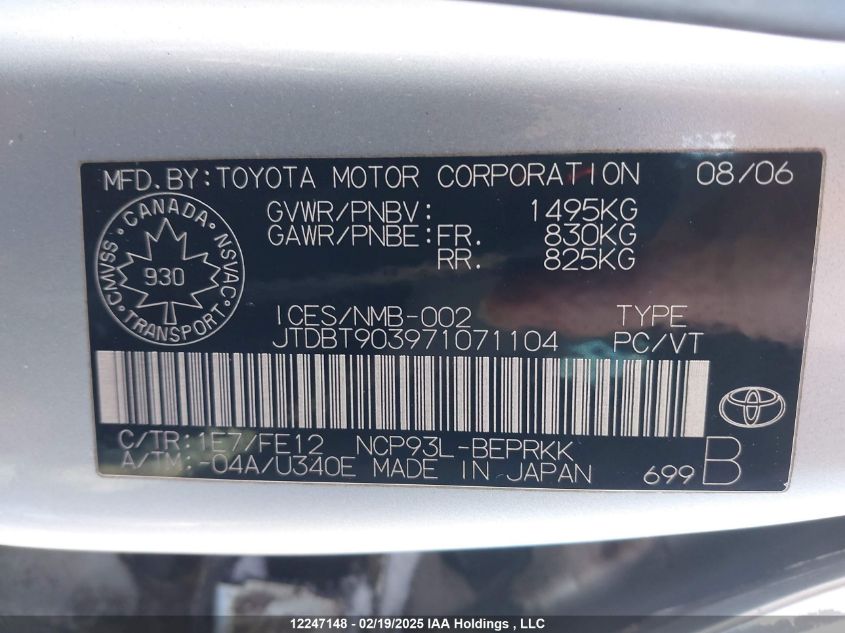 MFD.BY:TOYOTA MOTOR CORPORATION 08/06
GVWR/PNBV: 1495KG
GAWR/PNBE:FR. 830KG
RR. 825KG
CANADA
CMVSS 930 NSVAC
TRANSPORT
ICES/NMB-002 TYPE
JTDBT903971071104 PC/VT
C/TR:1E7/FE12 NCP93L-BEPRKK
A/TM:-04A/U340E MADE IN JAPAN 699 B
12247148 - 02/19/2025 IAA Holdings , LLC